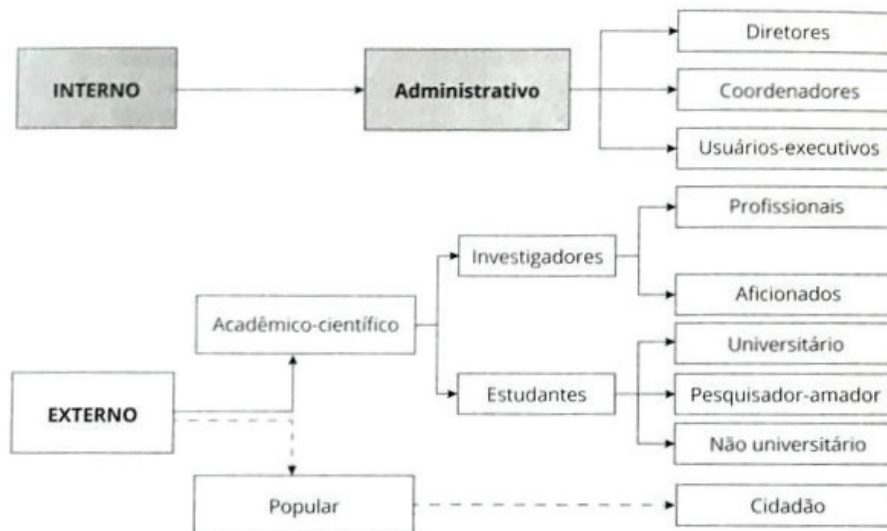 INTERNO
Administrativo
Diretores
Coordenadores
Usuários-executivos
EXTERNO
Acadêmico-científico
Investigadores
Profissionais
Aficionados
Estudantes
Universitário
Pesquisador-amador
Não universitário
Popular
Cidadão